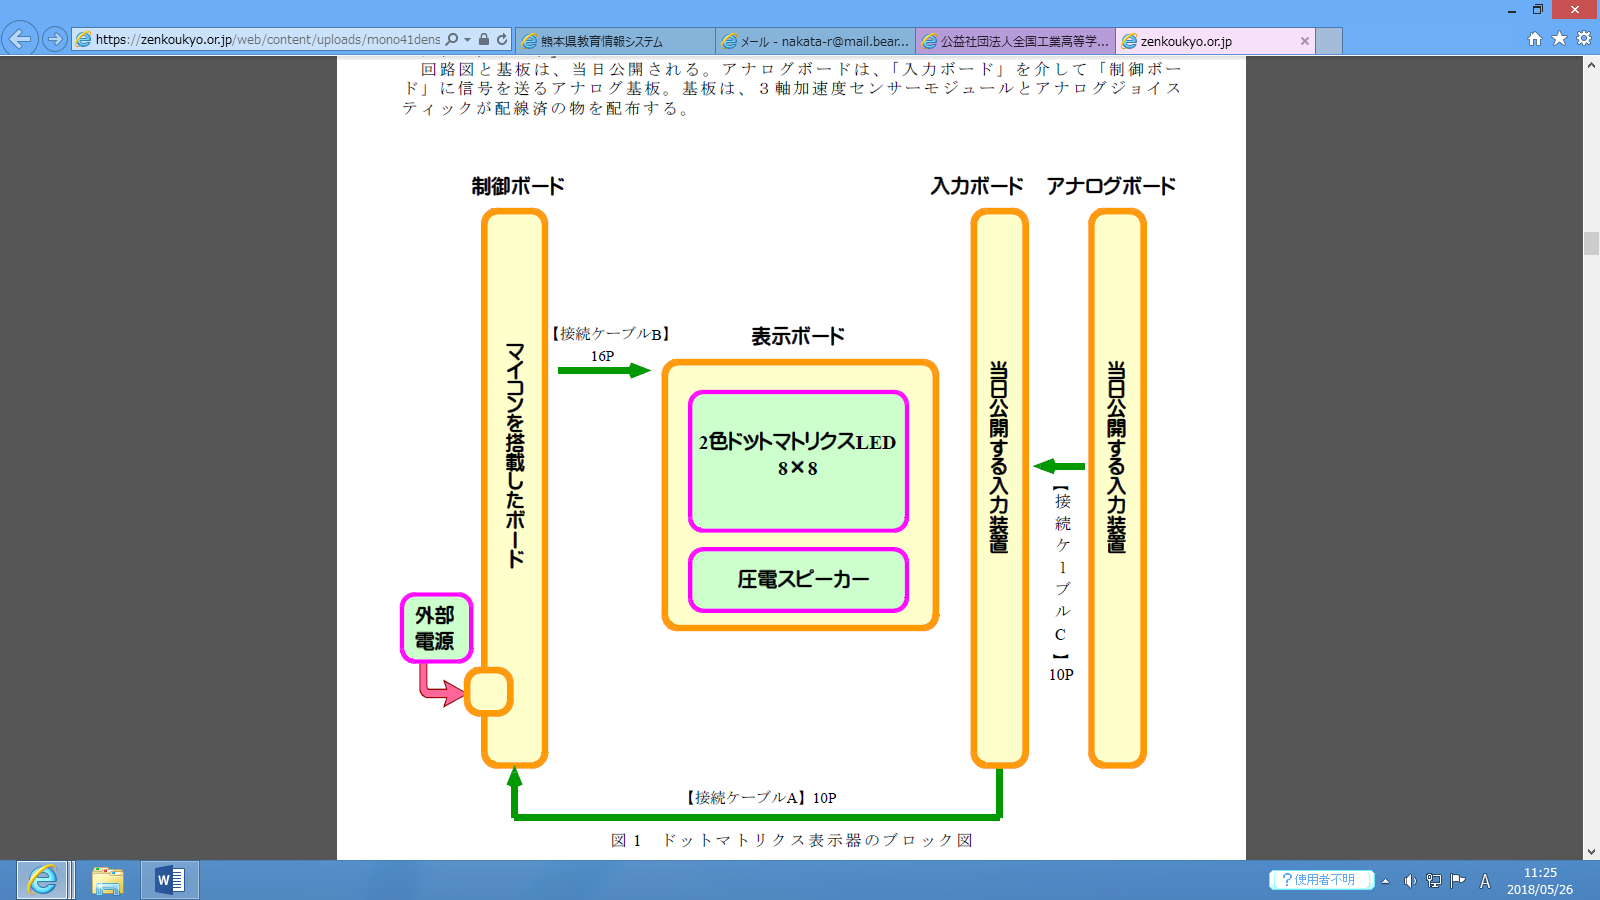 https://zenkoukyo.or.jp/web/content/uploads/mono41dens
熊本県教育情報システム
メール - nakata-r@mail.bear...
公益社団法人全国工業高等学...
zenkoukyo.or.jp
回路図と基板は、当日公開される。アナログボードは、「入力ボード」を介して「制御ボー
ド」に信号を送るアナログ基板。基板は、３軸加速度センサーモジュールとアナログジョイス
ティックが配線済の物を配布する。
制御ボード
入力ボード
アナログボード
マイコンを搭載したボード
【接続ケーブルB】
16P
表示ボード
2色ドットマトリクスLED
8×8
圧電スピーカー
当日公開する入力装置
当日公開する入力装置
【接続ケーブルC】
10P
外部
電源
【接続ケーブルA】10P
図１　ドットマトリクス表示器のブロック図
?使用者不明
A
11:25
2018/05/26